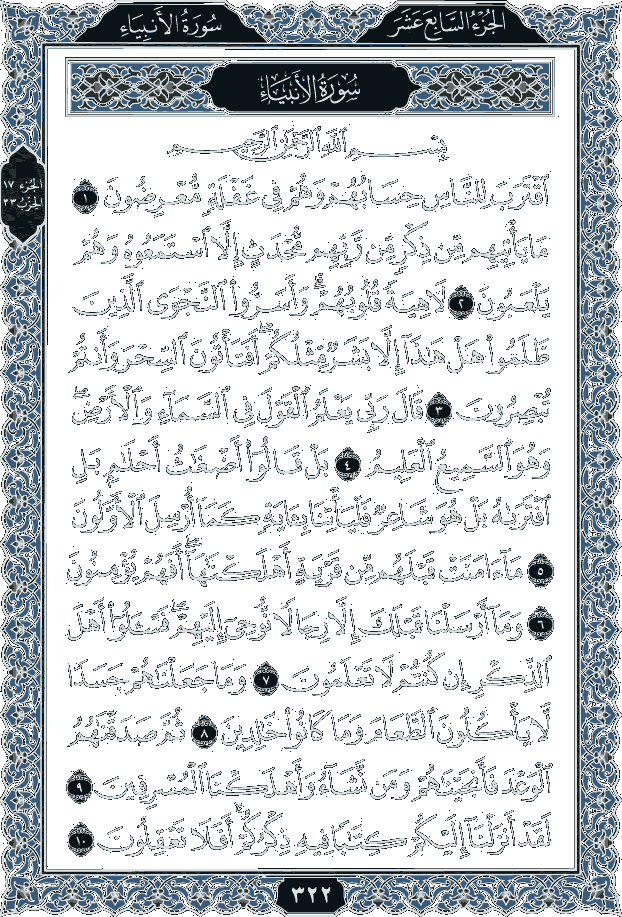 الجزء السابع عشر
سورة الأنبياء
سُورَةُ الأَنبِيَاء
الجزء ١٧
الحزب ٣٣
بِسْمِ ٱللَّهِ ٱلرَّحْمَٰنِ ٱلرَّحِيمِ
ٱقْتَرَبَ لِلنَّاسِ حِسَابُهُمْ وَهُمْ فِى غَفْلَةٍ مُّعْرِضُونَ ١
مَا يَأْتِيهِم مِّن ذِكْرٍ مِّن رَّبِّهِم مُّحْدَثٍ إِلَّا ٱسْتَمَعُوهُ وَهُمْ
يَلْعَبُونَ ٢ لَاهِيَةً قُلُوبُهُمْ ۗ وَأَسَرُّوا۟ ٱلنَّجْوَى ٱلَّذِينَ
ظَلَمُوا۟ هَلْ هَٰذَآ إِلَّا بَشَرٌ مِّثْلُكُمْ ۖ أَفَتَأْتُونَ ٱلسِّحْرَ وَأَنتُمْ
تُبْصِرُونَ ٣ قَالَ رَبِّى يَعْلَمُ ٱلْقَوْلَ فِى ٱلسَّمَآءِ وَٱلْأَرْضِ ۖ
وَهُوَ ٱلسَّمِيعُ ٱلْعَلِيمُ ٤ بَلْ قَالُوٓا۟ أَضْغَٰثُ أَحْلَٰمٍۭ بَلِ
ٱفْتَرَىٰهُ بَلْ هُوَ شَاعِرٌ فَلْيَأْتِنَا بِـَٔايَةٍ كَمَآ أُرْسِلَ ٱلْأَوَّلُونَ
٥ مَآ ءَامَنَتْ قَبْلَهُم مِّن قَرْيَةٍ أَهْلَكْنَٰهَآ ۖ أَفَهُمْ يُؤْمِنُونَ
٦ وَمَآ أَرْسَلْنَا قَبْلَكَ إِلَّا رِجَالًا نُّوحِىٓ إِلَيْهِمْ ۖ فَسْـَٔلُوٓا۟ أَهْلَ
ٱلذِّكْرِ إِن كُنتُمْ لَا تَعْلَمُونَ ٧ وَمَا جَعَلْنَٰهُمْ جَسَدًا
لَّا يَأْكُلُونَ ٱلطَّعَامَ وَمَا كَانُوا۟ خَٰلِدِينَ ٨ ثُمَّ صَدَقْنَٰهُمُ
ٱلْوَعْدَ فَأَنجَيْنَٰهُمْ وَمَن نَّشَآءُ وَأَهْلَكْنَا ٱلْمُسْرِفِينَ ٩
لَقَدْ أَنزَلْنَآ إِلَيْكُمْ كِتَٰبًا فِيهِ ذِكْرُكُمْ ۖ أَفَلَا تَعْقِلُونَ ١٠
٣٢٢